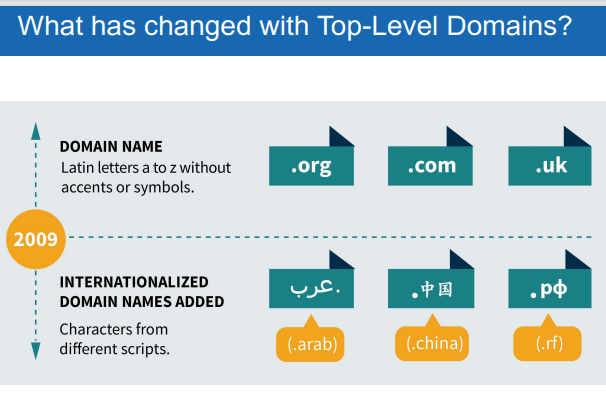 What has changed with Top-Level Domains?
DOMAIN NAME
Latin letters a to z without
accents or symbols.
.org
.com
.uk
2009
INTERNATIONALIZED
DOMAIN NAMES ADDED
Characters from
different scripts.
.عرب
.中国
.рф
(.arab)
(.china)
(.rf)